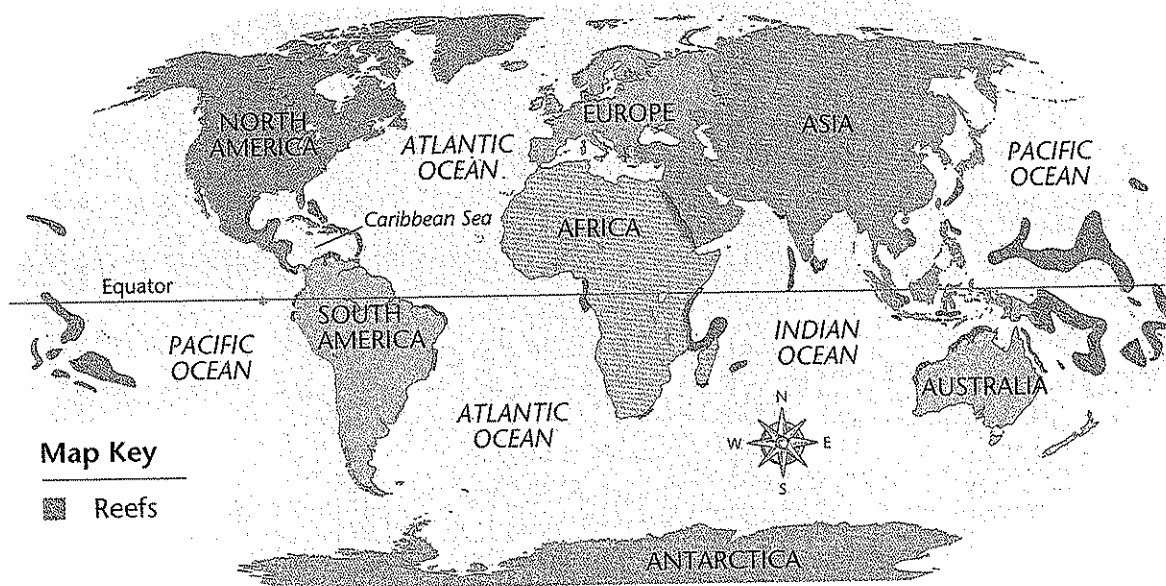 NORTH
AMERICA
ATLANTIC
OCEAN
EUROPE
ASIA
PACIFIC
OCEAN
Caribbean Sea
AFRICA
Equator
SOUTH
AMERICA
PACIFIC
OCEAN
INDIAN
OCEAN
AUSTRALIA
ATLANTIC
OCEAN
N
W E
S
Map Key
Reefs
ANTARCTICA